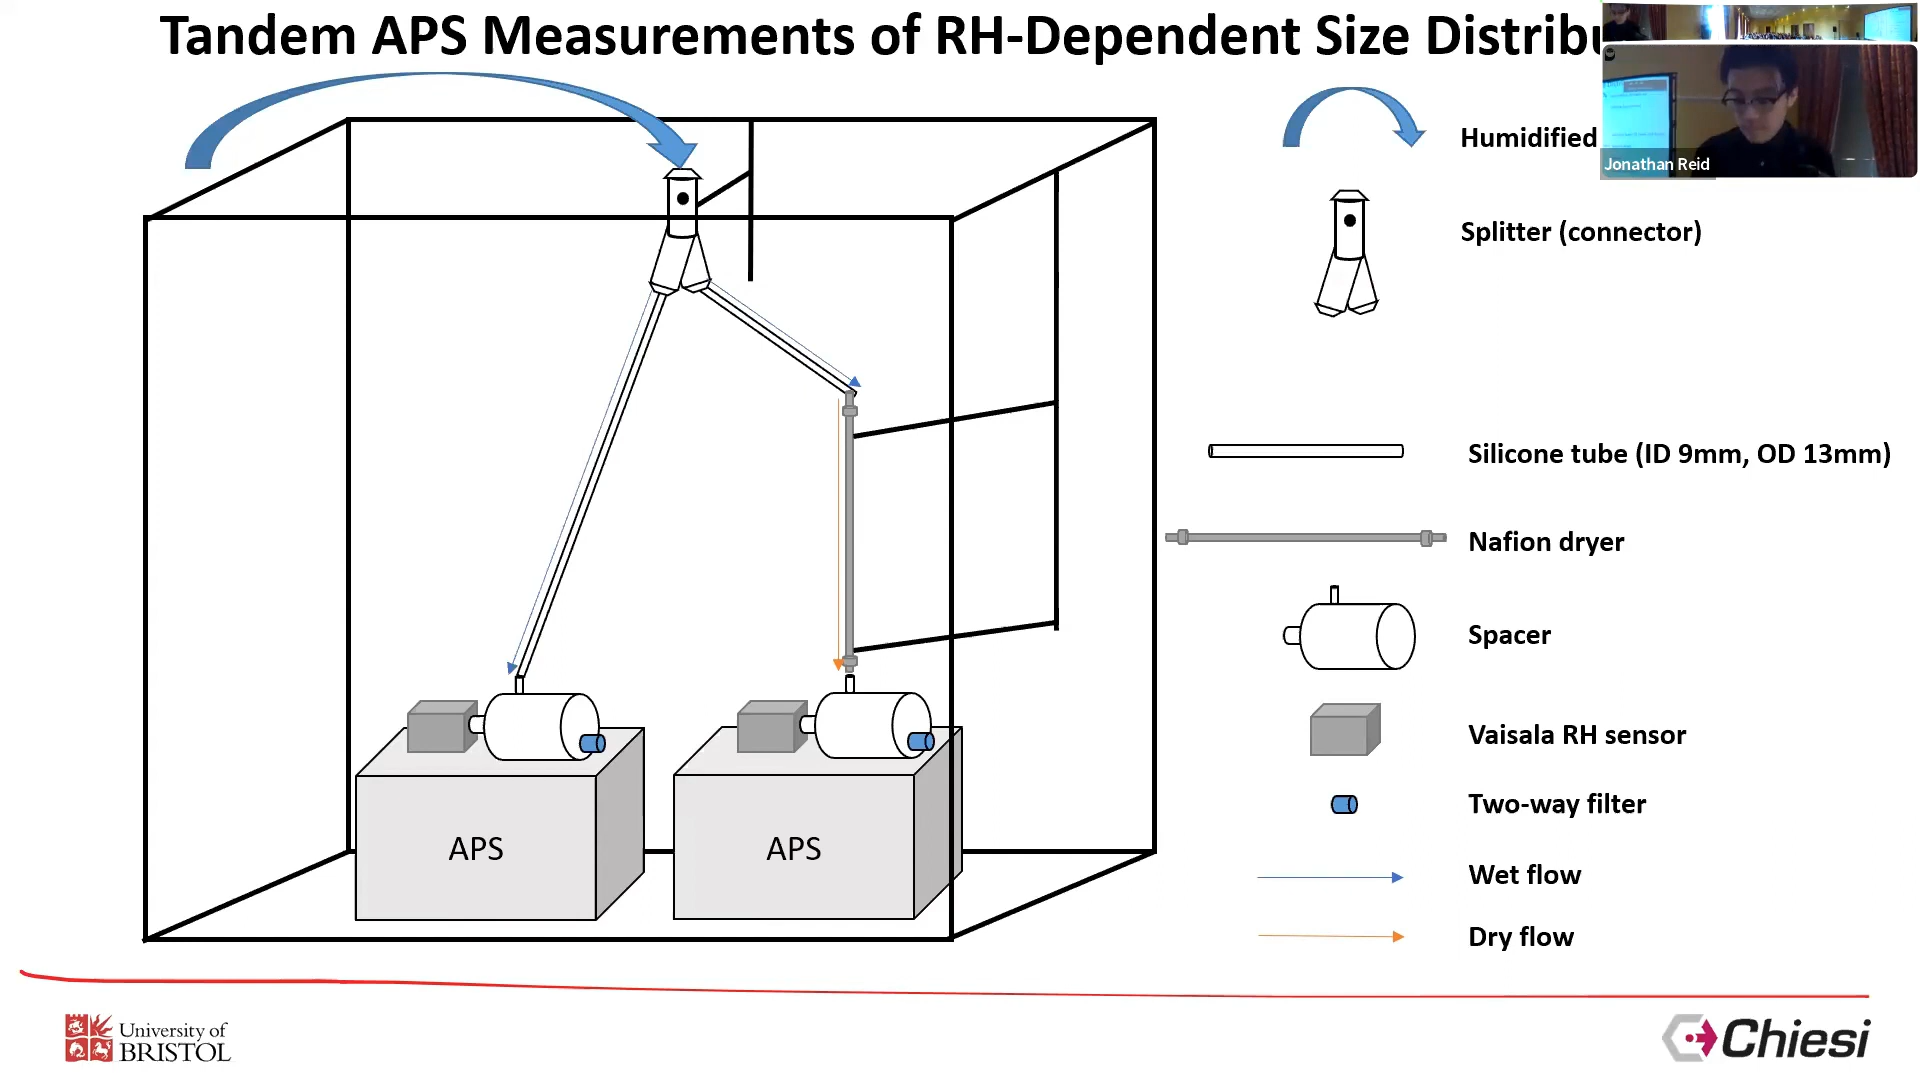 Tandem APS Measurements of RH-Dependent Size
Humidified
Jonathan Reid
Splitter (connector)
Silicone tube (ID 9mm, OD 13mm)
Nafion dryer
Spacer
Vaisala RH sensor
Two-way filter
Wet flow
Dry flow
APS
APS
University of
BRISTOL
Chiesi